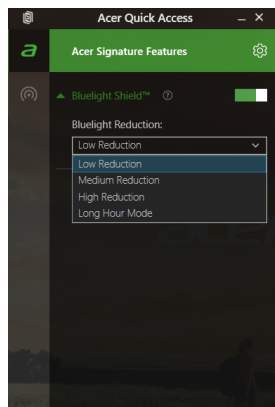 Acer Quick Access
a Acer Signature Features
Bluelight Shield™ ?
Bluelight Reduction:
Low Reduction
Low Reduction
Medium Reduction
High Reduction
Long Hour Mode
acer